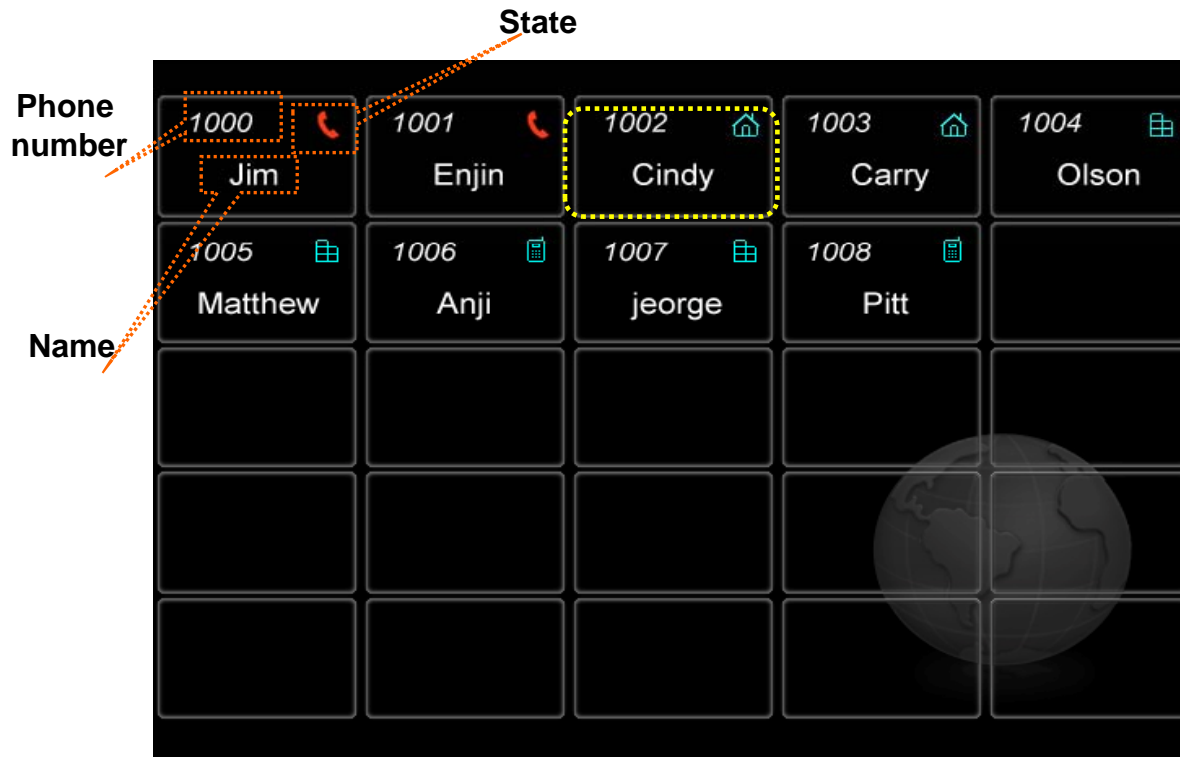 State
Phone
number
1000
1001
1002
1003
1004
Jim
Enjin
Cindy
Carry
Olson
1005
1006
1007
1008
Matthew
Anji
jeorge
Pitt
Name